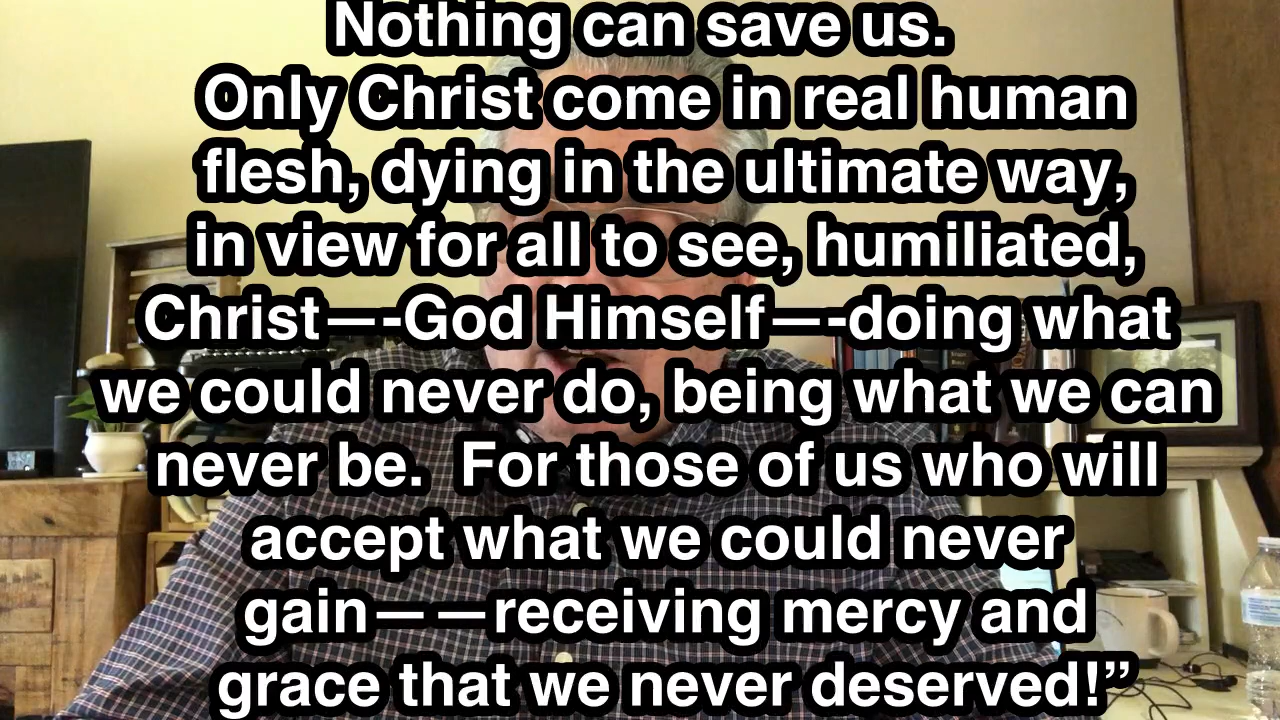 Nothing can save us.
Only Christ come in real human
flesh, dying in the ultimate way,
in view for all to see, humiliated,
Christ—-God Himself—-doing what
we could never do, being what we can
never be.  For those of us who will
accept what we could never
gain——receiving mercy and
grace that we never deserved!”